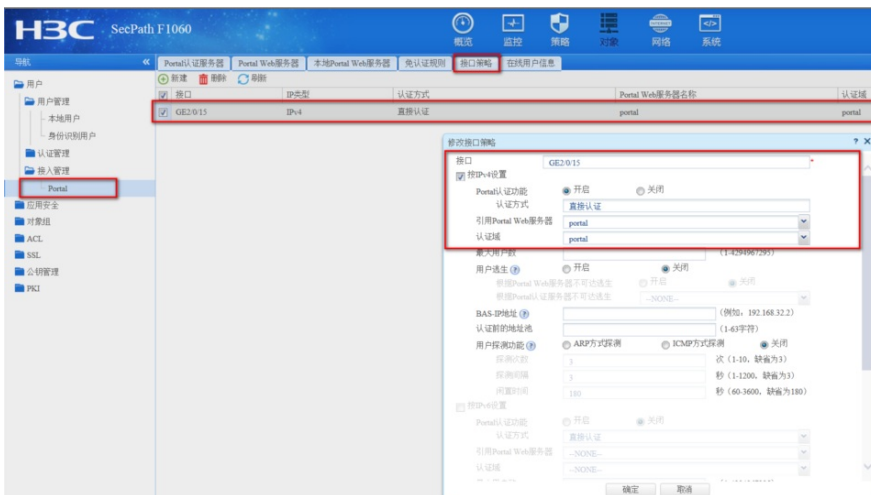 H3C SecPath F1060
概览 监控 策略 对象 网络 系统
导航 «
Portal认证服务器 Portal Web服务器 本地Portal Web服务器 免认证规则 接口策略 在线用户信息
新建 删除 刷新
接口 IP类型 认证方式 Portal Web服务器名称 认证域
GE2/0/15 IPv4 直接认证 portal portal
用户
用户管理
本地用户
身份识别用户
认证管理
接入管理
Portal
应用安全
对象组
ACL
SSL
公钥管理
PKI
修改接口策略 ? X
接口 GE2/0/15 *
按IPv4设置
Portal认证功能 开启 关闭
认证方式 直接认证
引用Portal Web服务器 portal
认证域 portal
最大用户数 (1-4294967295)
用户逃生 ? 开启 关闭
根据Portal Web服务器不可达逃生 开启 关闭
根据Portal认证服务器不可达逃生 --NONE--
BAS-IP地址 ? (例如，192.168.32.2)
认证前的地址池 (1-63字符)
用户探测功能 ? ARP方式探测 ICMP方式探测 关闭
探测次数 3 次（1-10，缺省为3）
探测间隔 3 秒（1-1200，缺省为3）
闲置时间 180 秒（60-3600，缺省为180）
按IPv6设置
Portal认证功能 开启 关闭
认证方式 直接认证
引用Portal Web服务器 --NONE--
认证域 --NONE--
确定 取消